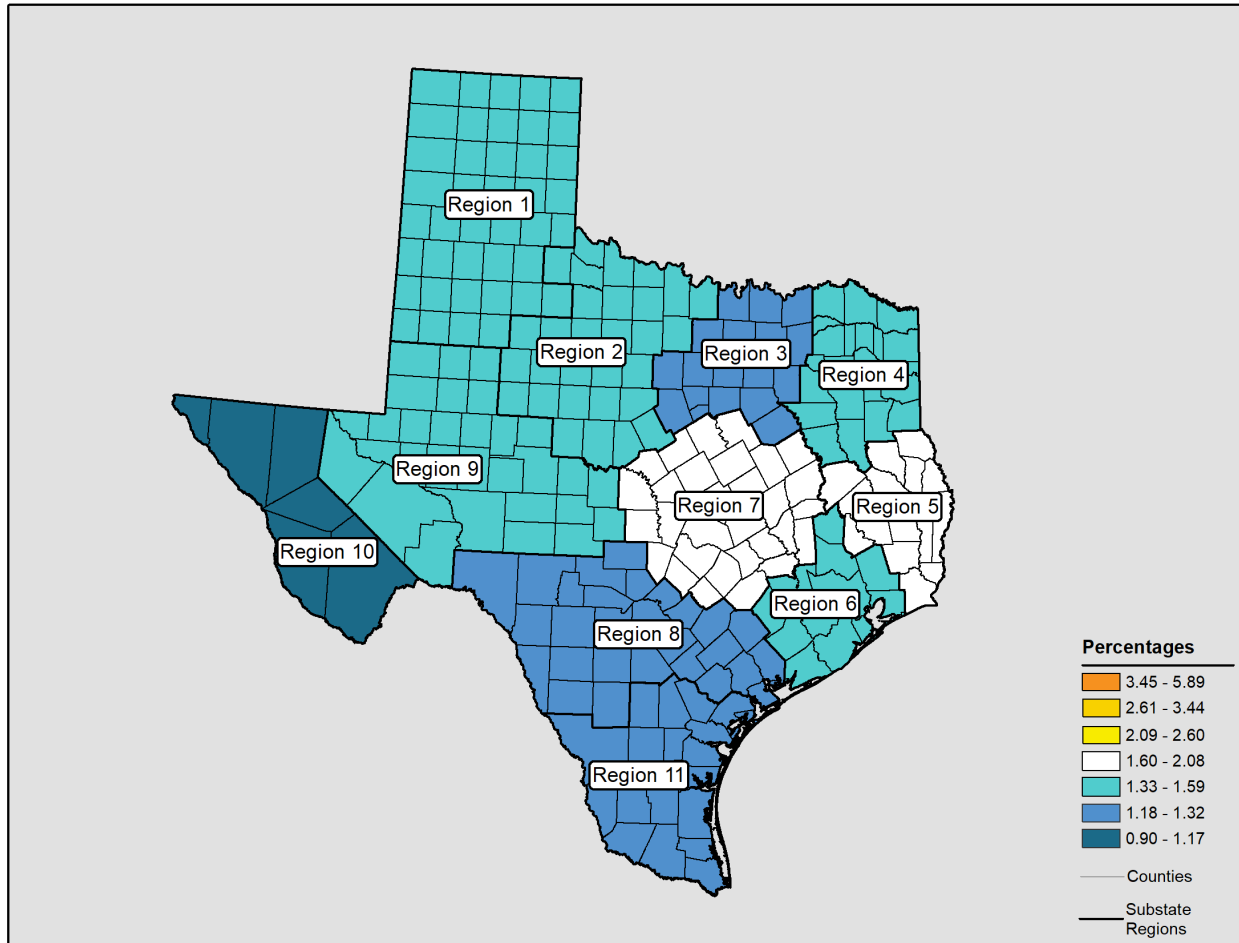 Region 1
Region 2
Region 3
Region 4
Region 9
Region 7
Region 5
Region 10
Region 6
Region 8
Region 11
Percentages
3.45 - 5.89
2.61 - 3.44
2.09 - 2.60
1.60 - 2.08
1.33 - 1.59
1.18 - 1.32
0.90 - 1.17
Counties
Substate
Regions